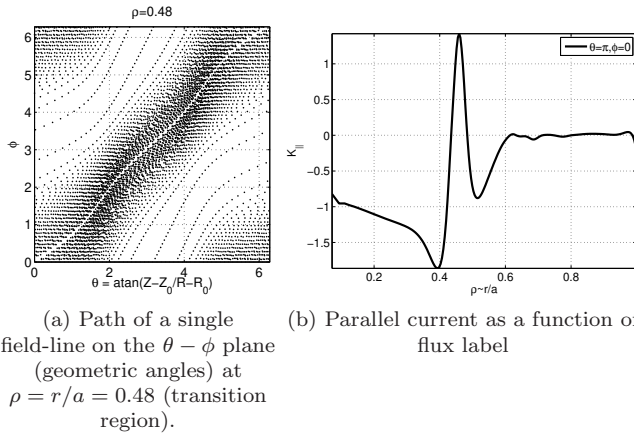 ρ=0.48
6
5
4
3
2
1
0
ϕ
0 2 4 6
θ = atan(Z−Z0/R−R0)
(a) Path of a single
field-line on the θ − ϕ plane
(geometric angles) at
ρ = r/a = 0.48 (transition
region).
θ=π,ϕ=0
1
0.5
0
−0.5
−1
−1.5
K||
0.2 0.4 0.6 0.8 1
ρ~r/a
(b) Parallel current as a function of
flux label